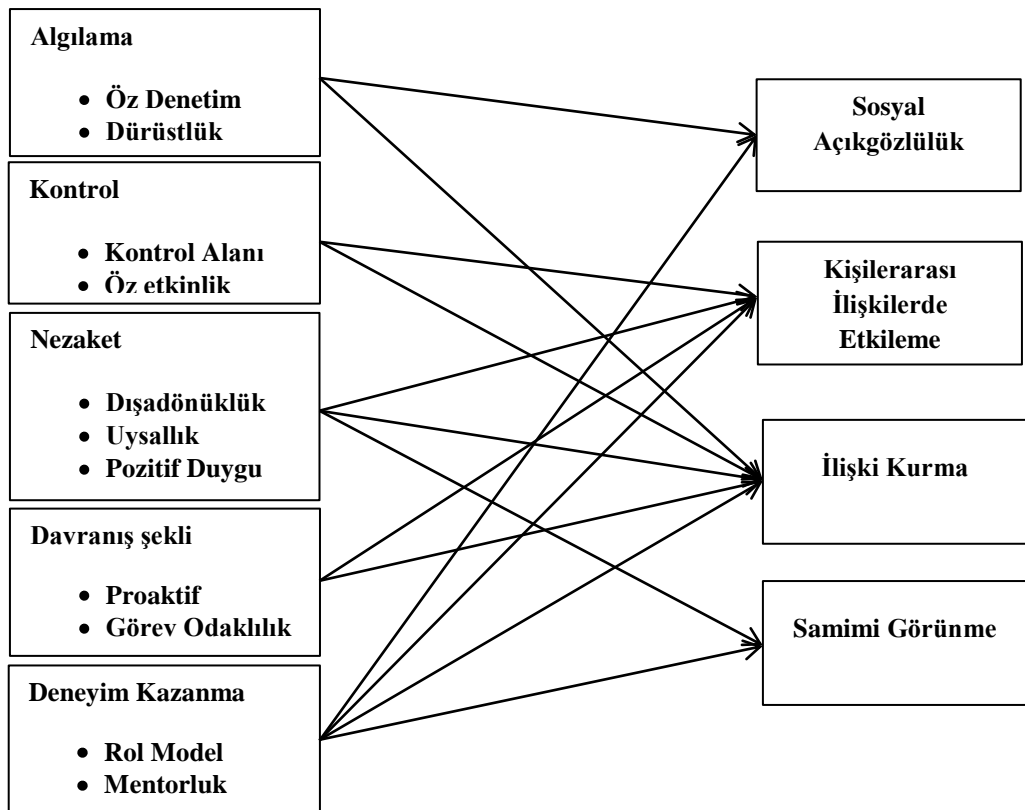 Algılama
• Öz Denetim
• Dürüstlük
Kontrol
• Kontrol Alanı
• Öz etkinlik
Nezaket
• Dışadönüklük
• Uysallık
• Pozitif Duygu
Davranış şekli
• Proaktif
• Görev Odaklılık
Deneyim Kazanma
• Rol Model
• Mentorluk
Sosyal
Açıkgözlülük
Kişilerarası
İlişkilerde
Etkileme
İlişki Kurma
Samimi Görünme